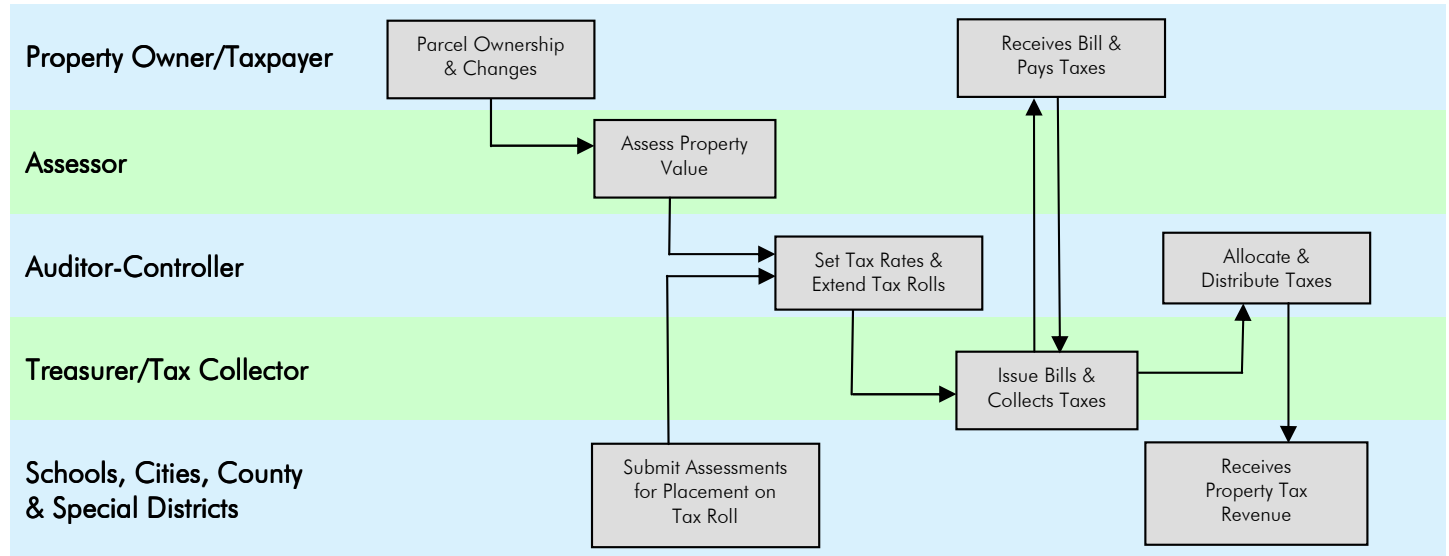 Property Owner/Taxpayer
Parcel Ownership
& Changes
Receives Bill &
Pays Taxes
Assessor
Assess Property
Value
Auditor-Controller
Set Tax Rates &
Extend Tax Rolls
Allocate &
Distribute Taxes
Treasurer/Tax Collector
Issue Bills &
Collects Taxes
Schools, Cities, County
& Special Districts
Submit Assessments
for Placement on
Tax Roll
Receives
Property Tax
Revenue